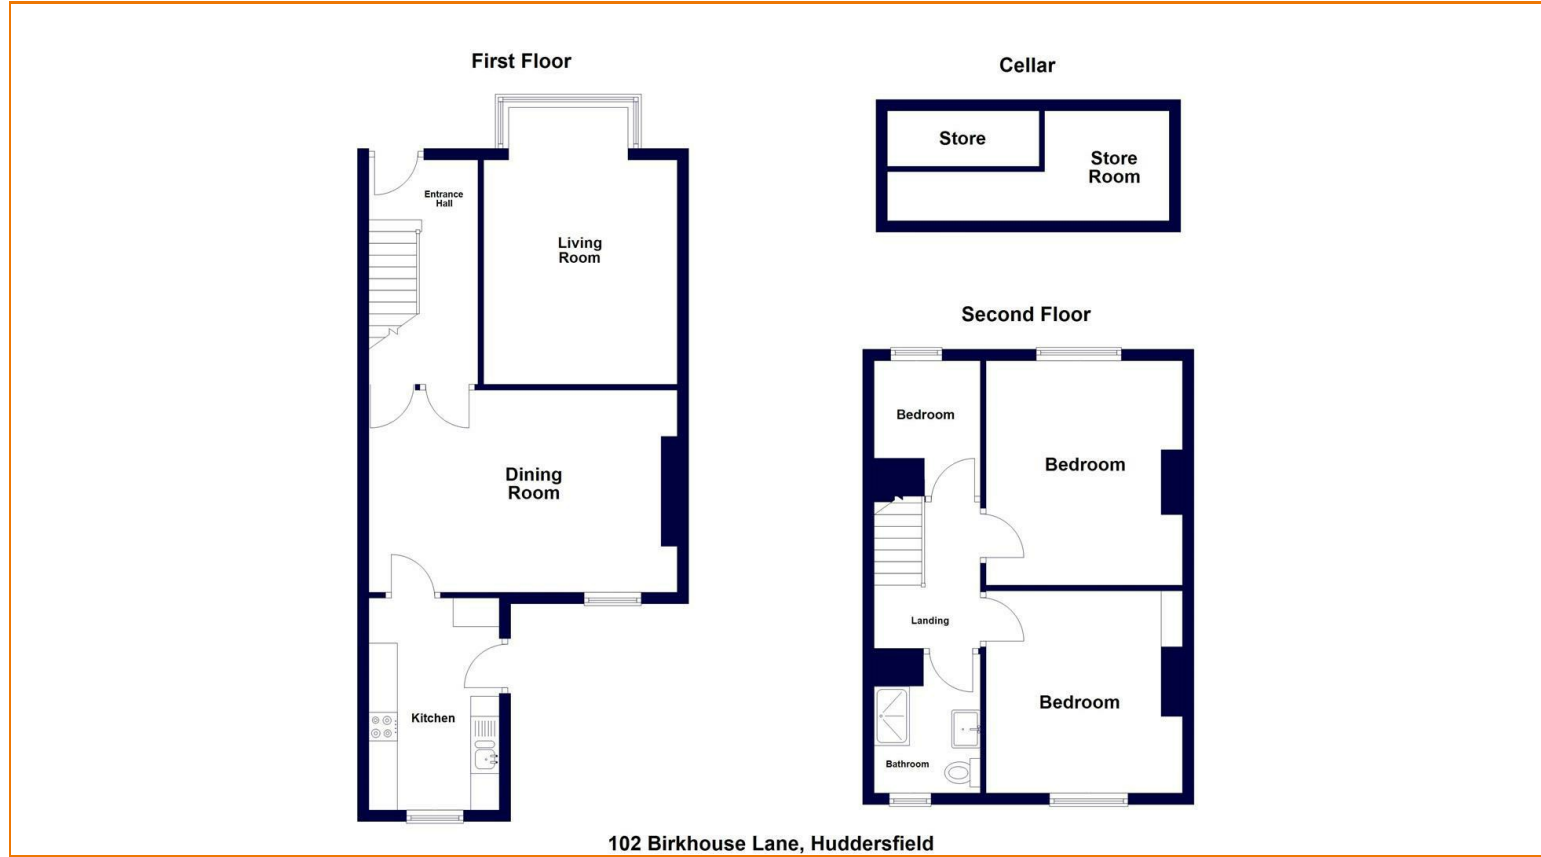 First Floor
Entrance
Hall
Living
Room
Dining
Room
Kitchen
Cellar
Store
Store
Room
Second Floor
Bedroom
Bedroom
Landing
Bedroom
Bathroom
102 Birkhouse Lane, Huddersfield